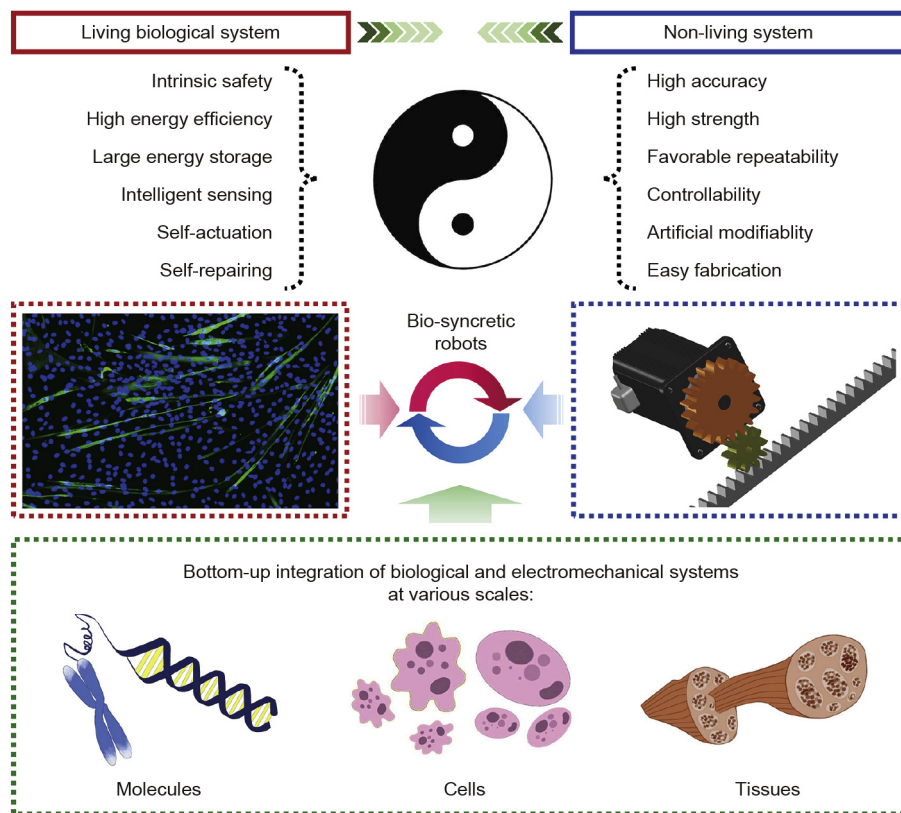 Living biological system
Non-living system
Intrinsic safety
High energy efficiency
Large energy storage
Intelligent sensing
Self-actuation
Self-repairing
High accuracy
High strength
Favorable repeatability
Controllability
Artificial modifiablity
Easy fabrication
Bio-syncretic
robots
Bottom-up integration of biological and electromechanical systems
at various scales:
Molecules
Cells
Tissues